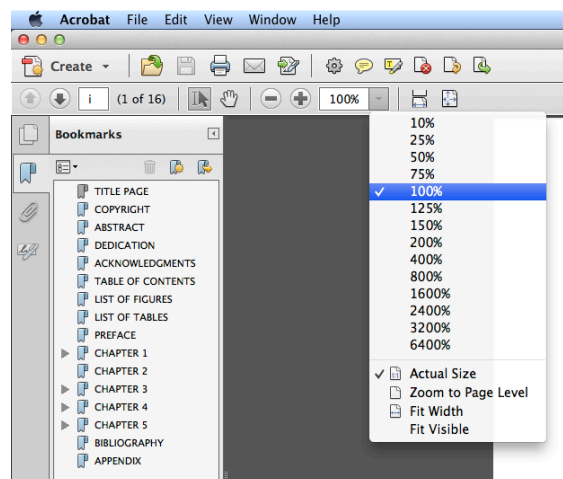 Acrobat File Edit View Window Help
Create
i (1 of 16) 100%
Bookmarks
TITLE PAGE
COPYRIGHT
ABSTRACT
DEDICATION
ACKNOWLEDGMENTS
TABLE OF CONTENTS
LIST OF FIGURES
LIST OF TABLES
PREFACE
CHAPTER 1
CHAPTER 2
CHAPTER 3
CHAPTER 4
CHAPTER 5
BIBLIOGRAPHY
APPENDIX
10%
25%
50%
75%
100%
125%
150%
200%
400%
800%
1600%
2400%
3200%
6400%
Actual Size
Zoom to Page Level
Fit Width
Fit Visible